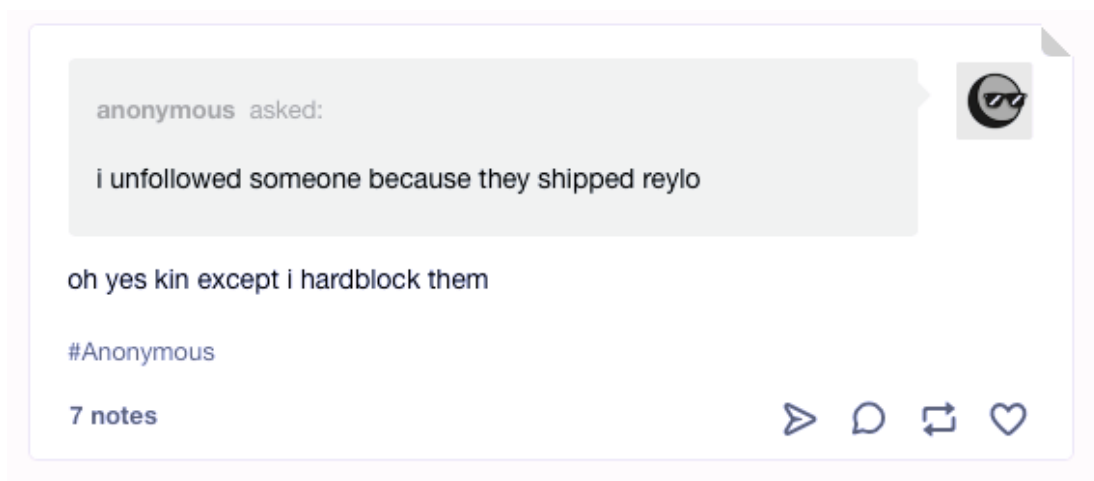 anonymous asked:
i unfollowed someone because they shipped reylo
oh yes kin except i hardblock them
#Anonymous
7 notes